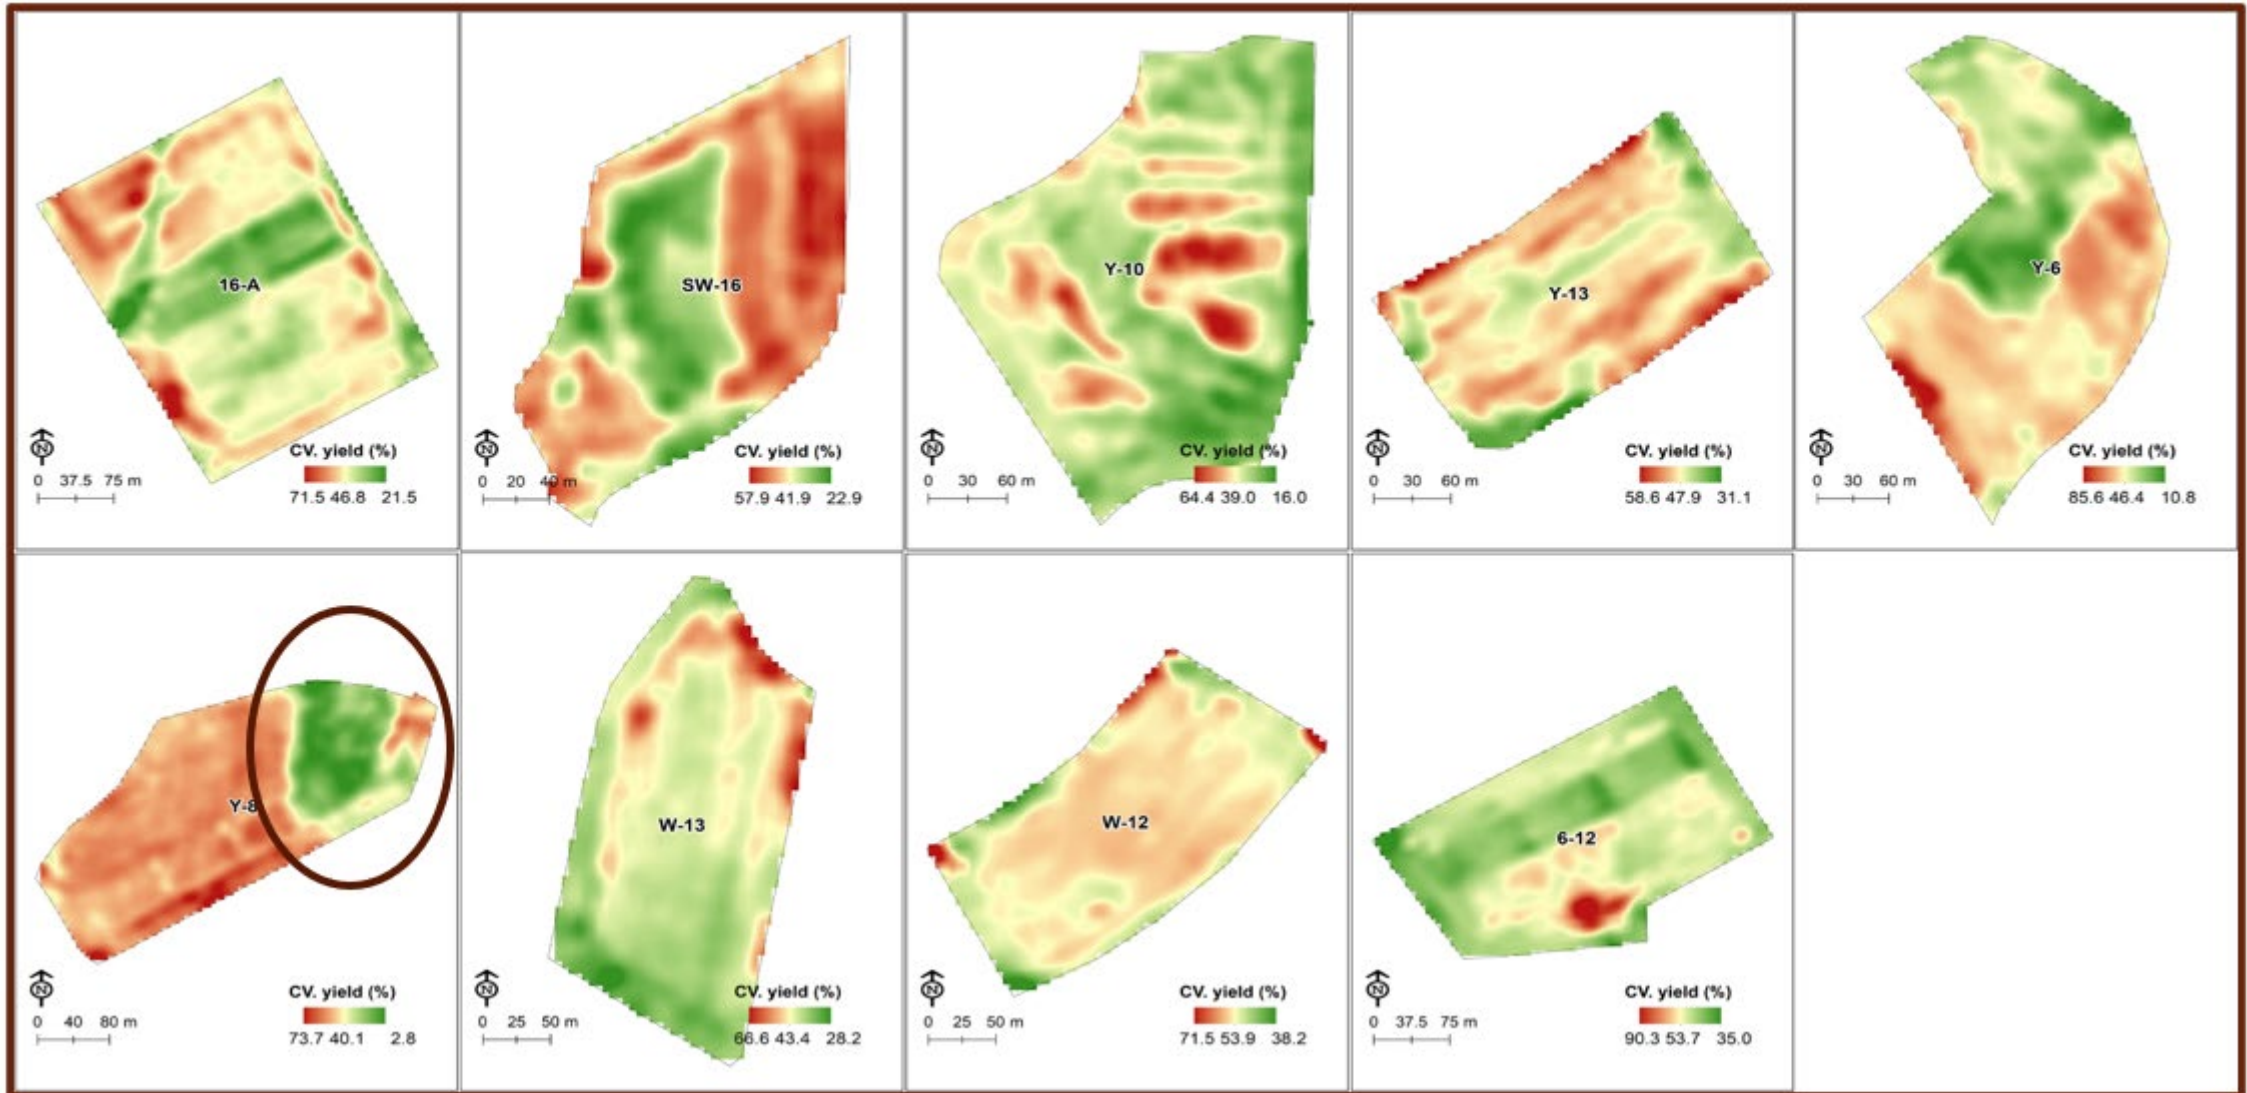 16-A
N
CV. yield (%)
0 37.5 75 m
71.5 46.8 21.5
SW-16
N
CV. yield (%)
0 20 40 m
57.9 41.9 22.9
Y-10
N
CV. yield (%)
0 30 60 m
64.4 39.0 16.0
Y-13
N
CV. yield (%)
0 30 60 m
58.6 47.9 31.1
Y-6
N
CV. yield (%)
0 30 60 m
85.6 46.4 10.8
Y-8
N
CV. yield (%)
0 40 80 m
73.7 40.1 2.8
W-13
N
CV. yield (%)
0 25 50 m
66.6 43.4 28.2
W-12
N
CV. yield (%)
0 25 50 m
71.5 53.9 38.2
6-12
N
CV. yield (%)
0 37.5 75 m
90.3 53.7 35.0